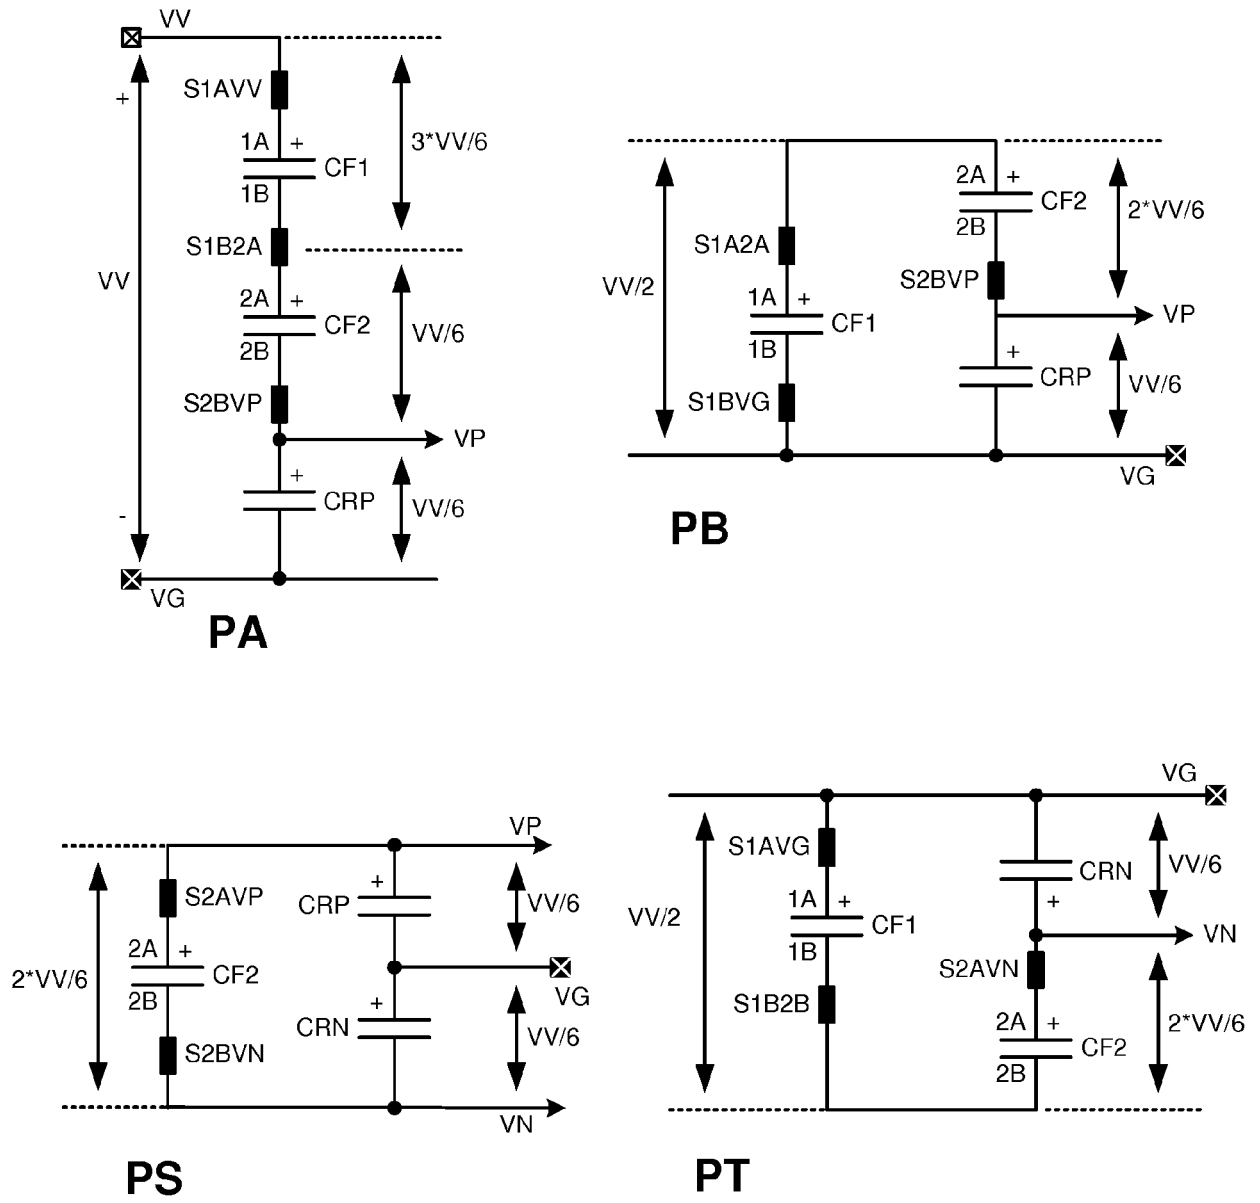 VV
S1AVV
+
1A +
3*VV/6
CF1
1B
S1B2A
VV
2A +
CF2
VV/6
2B
S2BVP
VP
+
CRP
VV/6
-
VG
PA
2A +
CF2
2*VV/6
2B
S1A2A
S2BVP
VV/2
1A +
VP
CF1
1B
+
CRP
VV/6
S1BVG
VG
PB
VP
S2AVP
+
CRP
VV/6
2A +
2*VV/6
CF2
VG
2B
+
CRN
VV/6
S2BVN
VN
PS
VG
S1AVG
CRN
VV/6
1A +
+
VV/2
CF1
VN
1B
S2AVN
S1B2B
2A +
2*VV/6
CF2
2B
PT